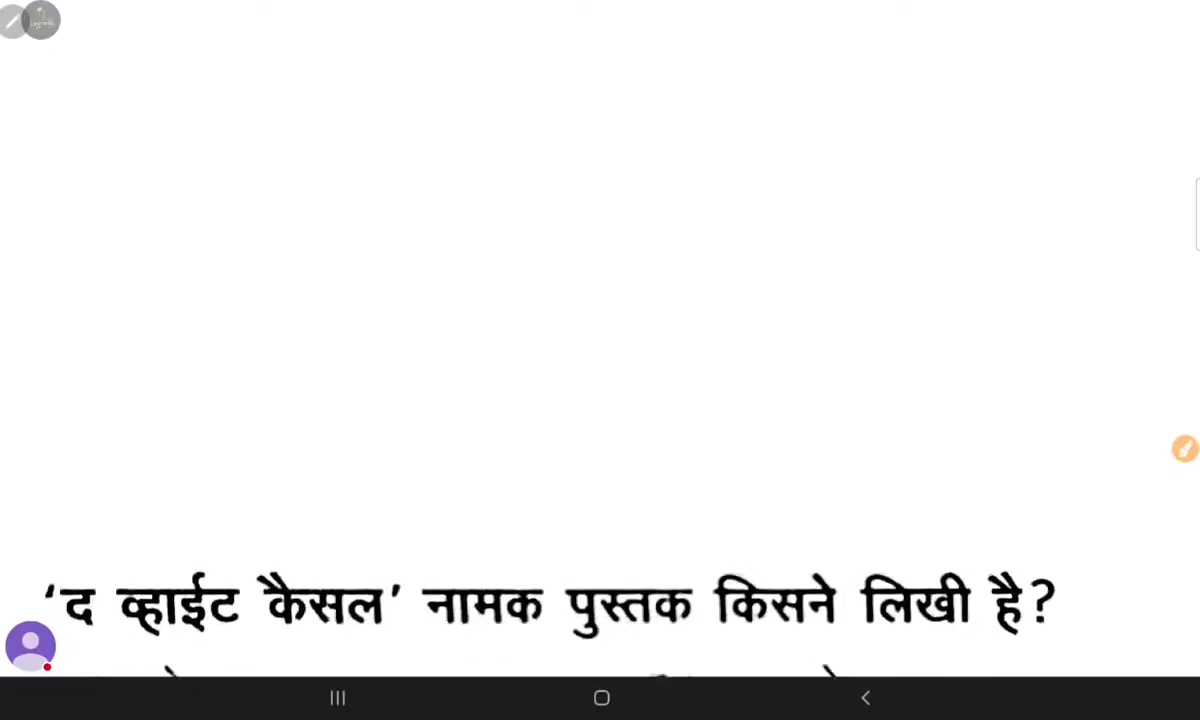 ‘द व्हाईट कैसल’ नामक पुस्तक किसने लिखी है?